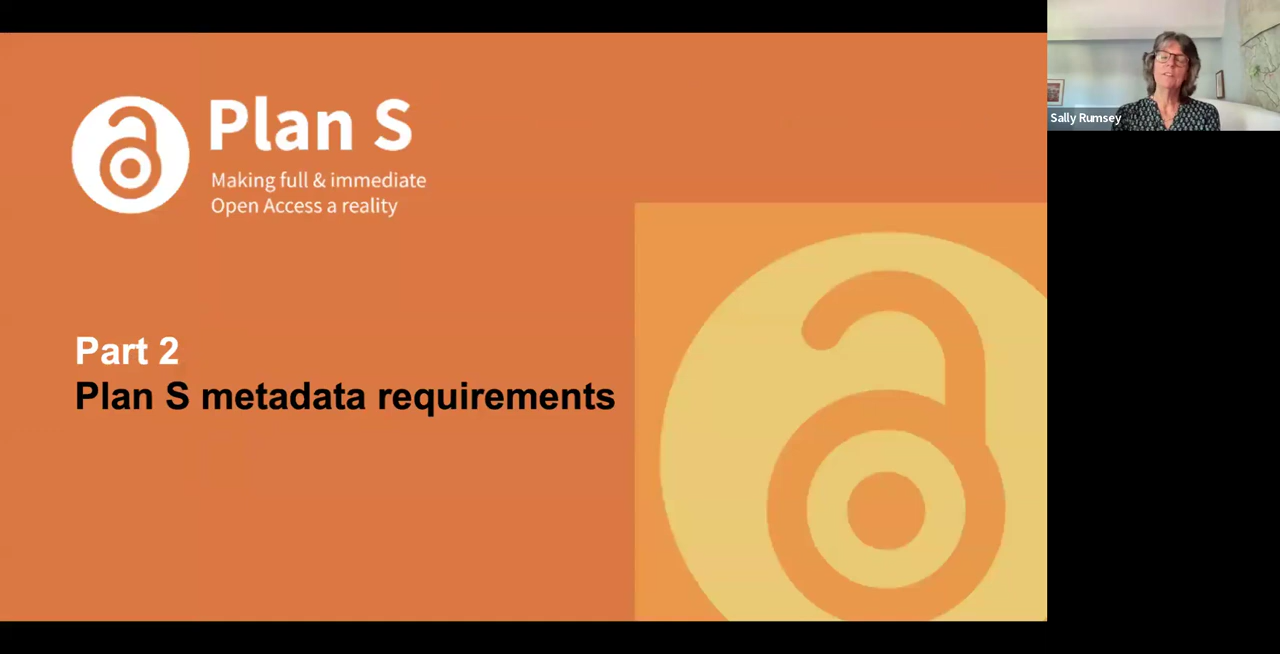 Plan S
Making full & immediate
Open Access a reality
Part 2
Plan S metadata requirements
Sally Rumsey